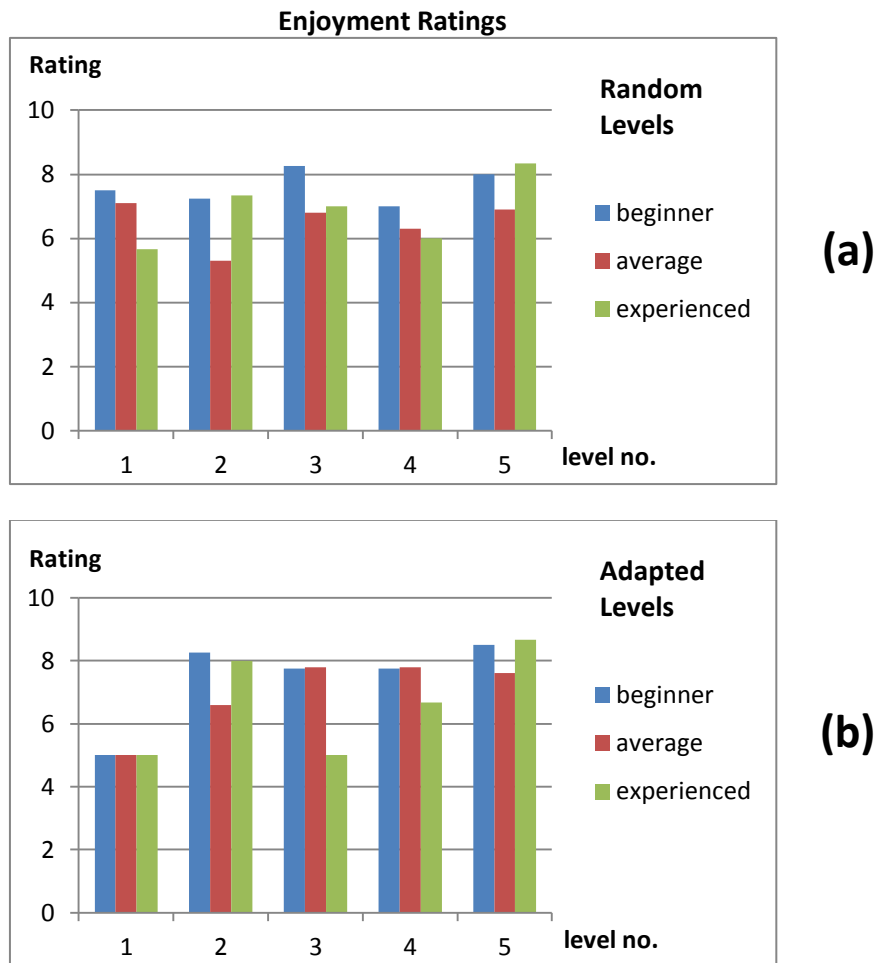 Enjoyment Ratings
Rating
Random
Levels
10
8
6
4
2
0
beginner
average
experienced
1 2 3 4 5
level no.
(a)
Rating
Adapted
Levels
10
8
6
4
2
0
beginner
average
experienced
1 2 3 4 5
level no.
(b)